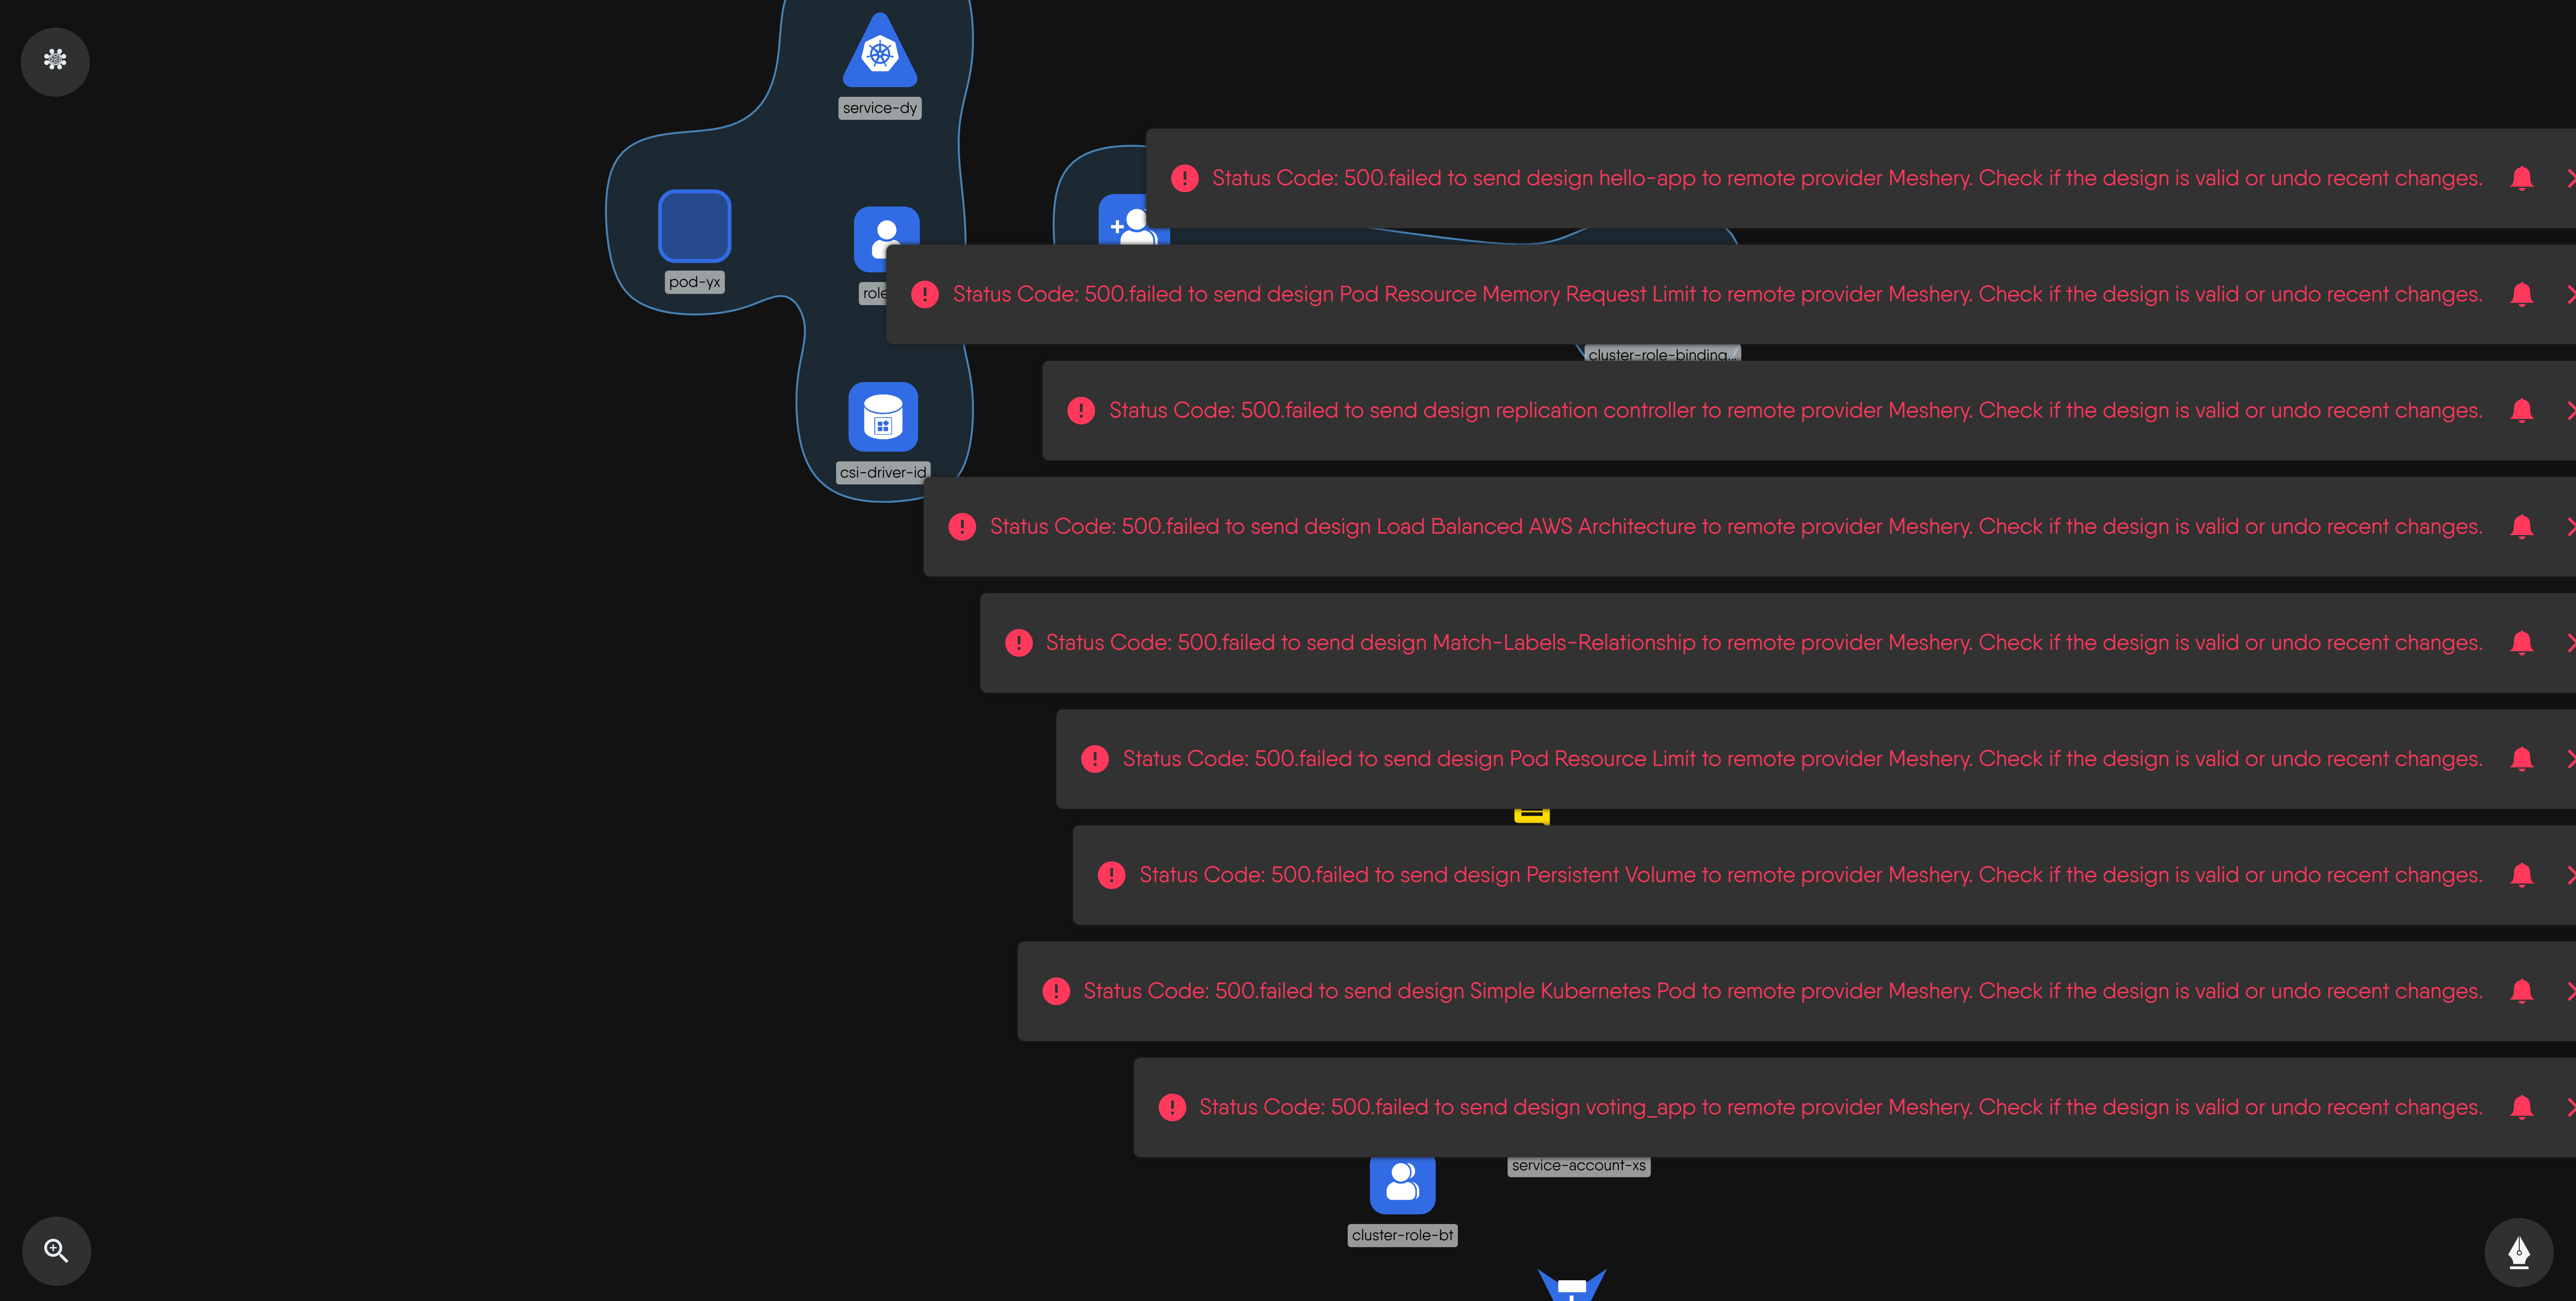 service-dy
Status Code: 500.failed to send design hello-app to remote provider Meshery. Check if the design is valid or undo recent changes.
pod-yx
role
Status Code: 500.failed to send design Pod Resource Memory Request Limit to remote provider Meshery. Check if the design is valid or undo recent changes.
cluster-role-binding...
Status Code: 500.failed to send design replication controller to remote provider Meshery. Check if the design is valid or undo recent changes.
csi-driver-id
Status Code: 500.failed to send design Load Balanced AWS Architecture to remote provider Meshery. Check if the design is valid or undo recent changes.
Status Code: 500.failed to send design Match-Labels-Relationship to remote provider Meshery. Check if the design is valid or undo recent changes.
Status Code: 500.failed to send design Pod Resource Limit to remote provider Meshery. Check if the design is valid or undo recent changes.
Status Code: 500.failed to send design Persistent Volume to remote provider Meshery. Check if the design is valid or undo recent changes.
Status Code: 500.failed to send design Simple Kubernetes Pod to remote provider Meshery. Check if the design is valid or undo recent changes.
Status Code: 500.failed to send design voting_app to remote provider Meshery. Check if the design is valid or undo recent changes.
service-account-xs
cluster-role-bt